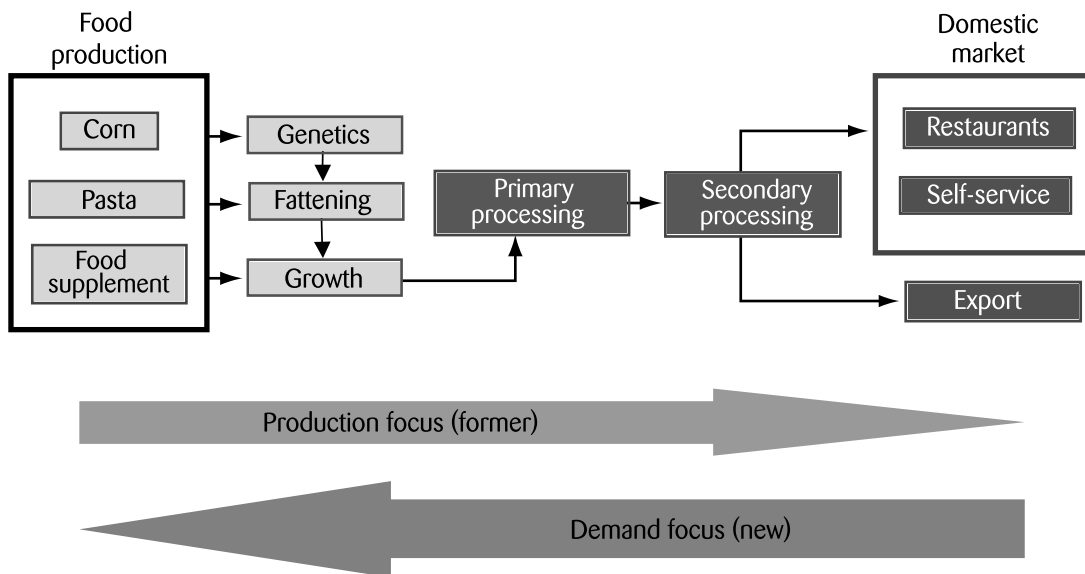 Food
production
Corn
Pasta
Food
supplement
Genetics
Fattening
Growth
Primary
processing
Secondary
processing
Domestic
market
Restaurants
Self-service
Export
Production focus (former)
Demand focus (new)